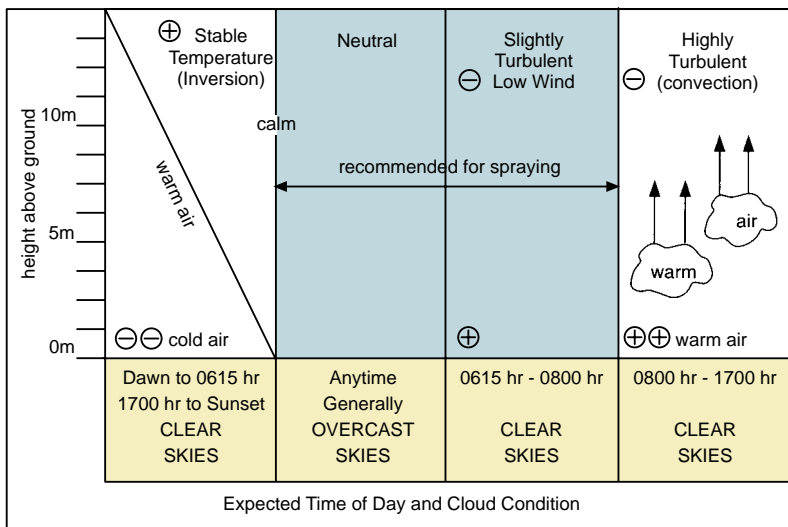 Stable
Temperature
(Inversion)
Neutral
Slightly
Turbulent
Low Wind
Highly
Turbulent
(convection)
height above ground
10m
5m
0m
calm
warm air
recommended for spraying
air
warm
cold air
warm air
Dawn to 0615 hr
1700 hr to Sunset
CLEAR
SKIES
Anytime
Generally
OVERCAST
SKIES
0615 hr - 0800 hr
CLEAR
SKIES
0800 hr - 1700 hr
CLEAR
SKIES
Expected Time of Day and Cloud Condition